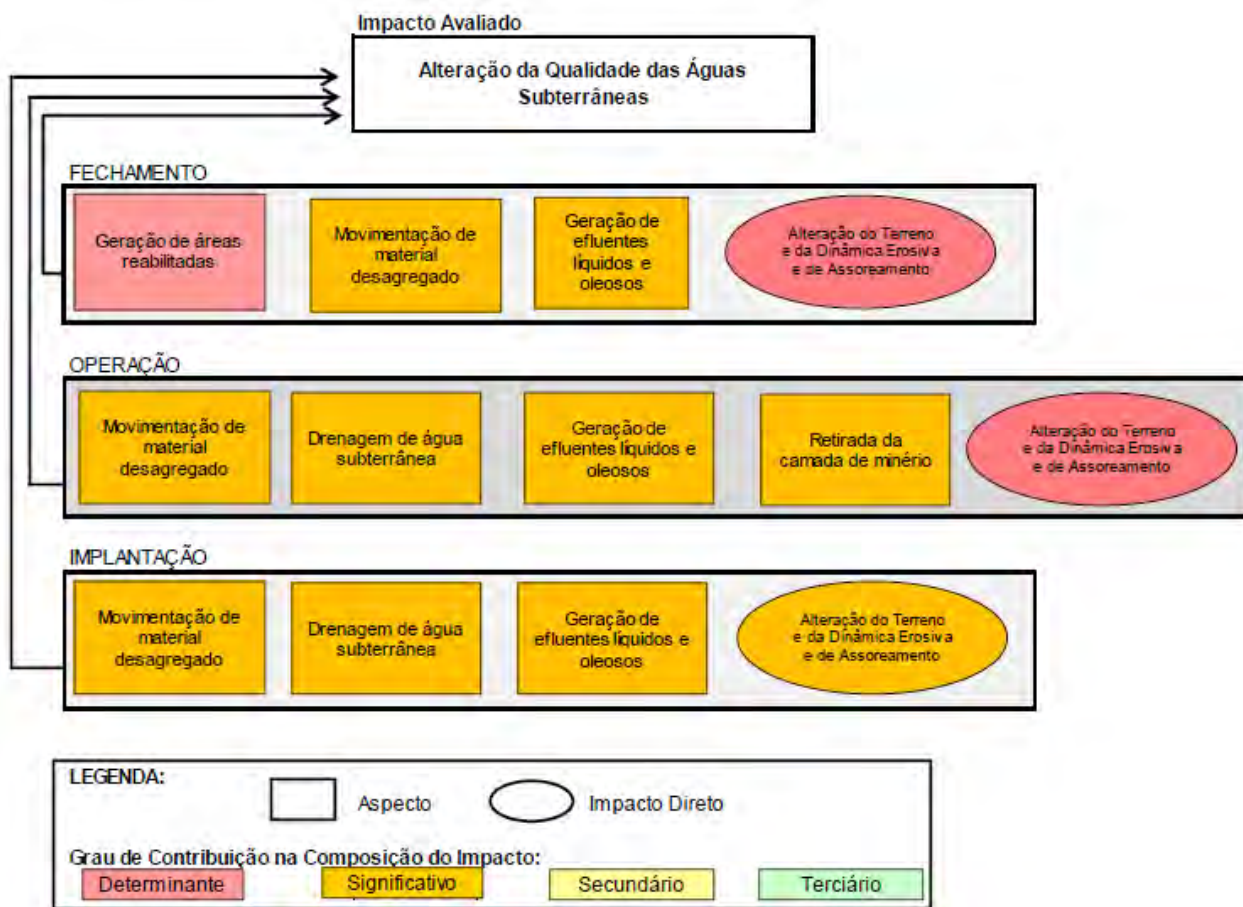 Impacto Avaliado
Alteração da Qualidade das Águas
Subterrâneas
FECHAMENTO
Geração de áreas
reabilitadas
Movimentação de
material
desagregado
Geração de
efluentes
líquidos e
oleosos
Alteração do Terreno
e da Dinâmica Erosiva
e de Assoreamento
OPERAÇÃO
Movimentação de
material
desagregado
Drenagem de água
subterrânea
Geração de
efluentes líquidos e
oleosos
Retirada da
camada de minério
Alteração do Terreno
e da Dinâmica Erosiva
e de Assoreamento
IMPLANTAÇÃO
Movimentação de
material
desagregado
Drenagem de água
subterrânea
Geração de
efluentes líquidos e
oleosos
Alteração do Terreno
e da Dinâmica Erosiva
e de Assoreamento
LEGENDA:
Aspecto
Impacto Direto
Grau de Contribuição na Composição do Impacto:
Determinante
Significativo
Secundário
Terciário